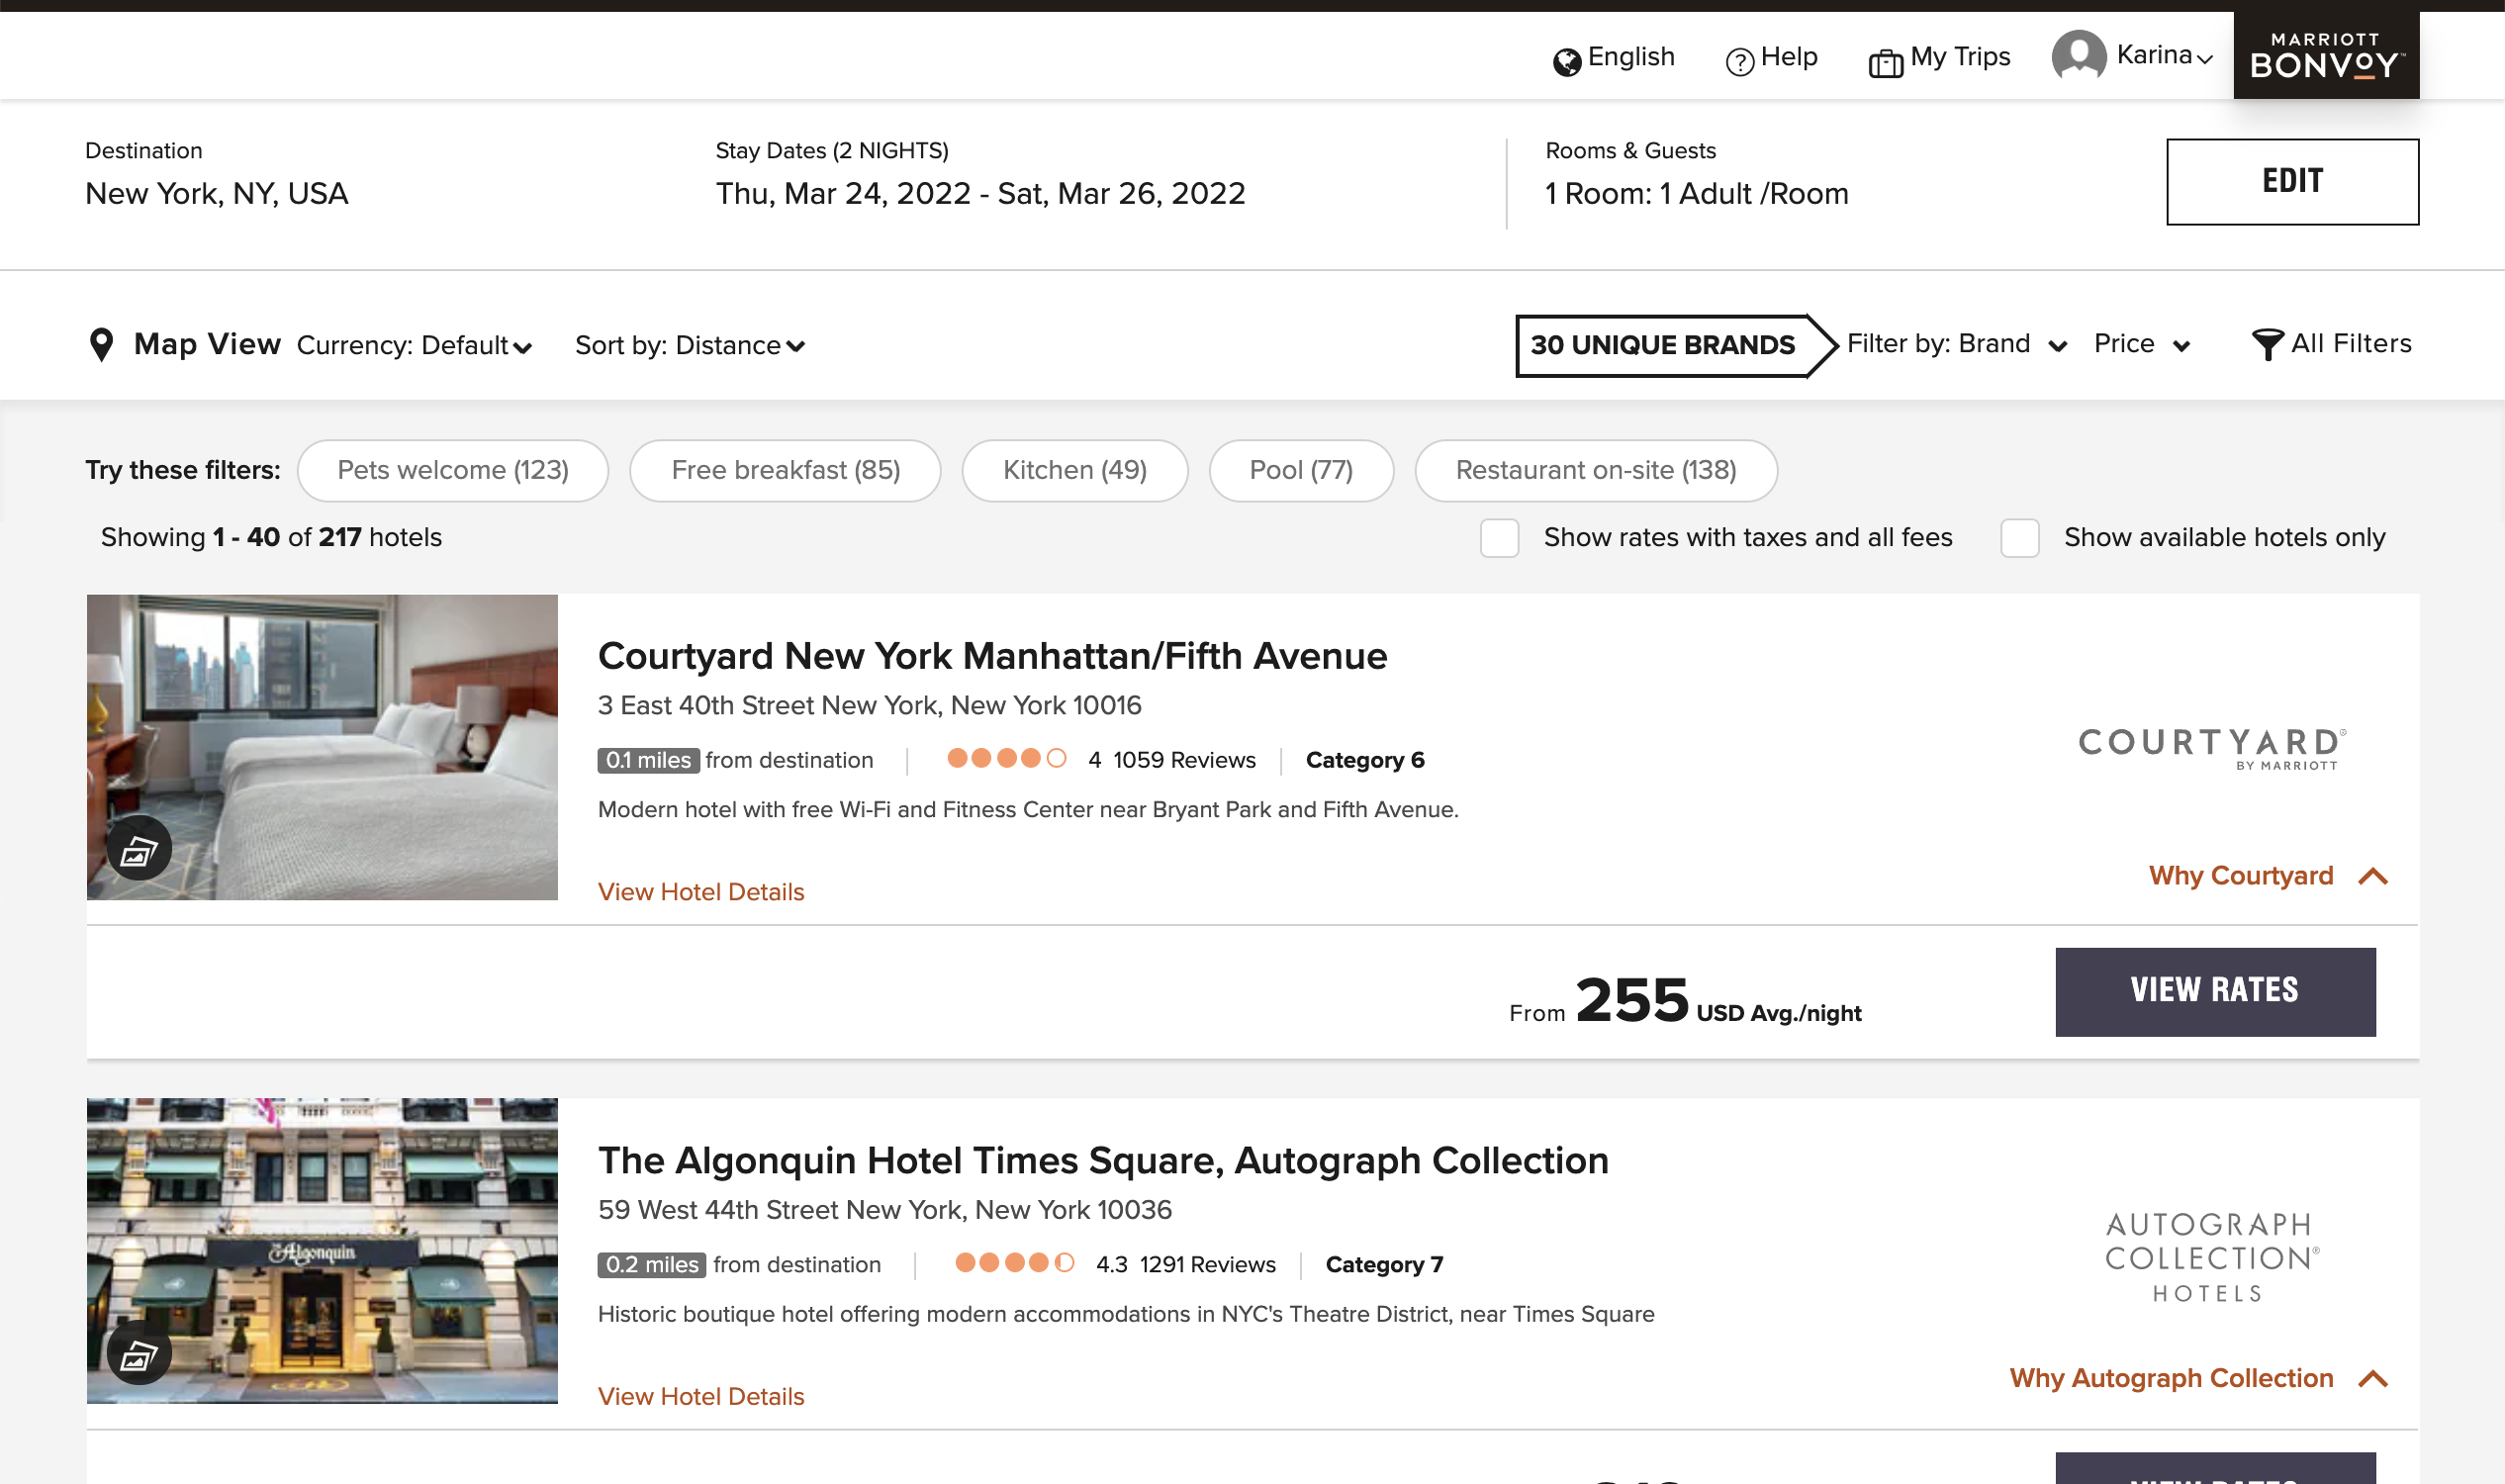 English
Help
My Trips
Karina
MARRIOTT
BONVOY™
Destination
New York, NY, USA
Stay Dates (2 NIGHTS)
Thu, Mar 24, 2022 - Sat, Mar 26, 2022
Rooms & Guests
1 Room: 1 Adult /Room
EDIT
Map View
Currency: Default
Sort by: Distance
30 UNIQUE BRANDS
Filter by: Brand
Price
All Filters
Try these filters:
Pets welcome (123)
Free breakfast (85)
Kitchen (49)
Pool (77)
Restaurant on-site (138)
Showing 1 - 40 of 217 hotels
Show rates with taxes and all fees
Show available hotels only
Courtyard New York Manhattan/Fifth Avenue
3 East 40th Street New York, New York 10016
0.1 miles from destination
4 1059 Reviews
Category 6
Modern hotel with free Wi-Fi and Fitness Center near Bryant Park and Fifth Avenue.
View Hotel Details
COURTYARD®
BY MARRIOTT
Why Courtyard
From 255 USD Avg./night
VIEW RATES
Algonquin
The Algonquin Hotel Times Square, Autograph Collection
59 West 44th Street New York, New York 10036
0.2 miles from destination
4.3 1291 Reviews
Category 7
Historic boutique hotel offering modern accommodations in NYC's Theatre District, near Times Square
View Hotel Details
AUTOGRAPH
COLLECTION®
HOTELS
Why Autograph Collection